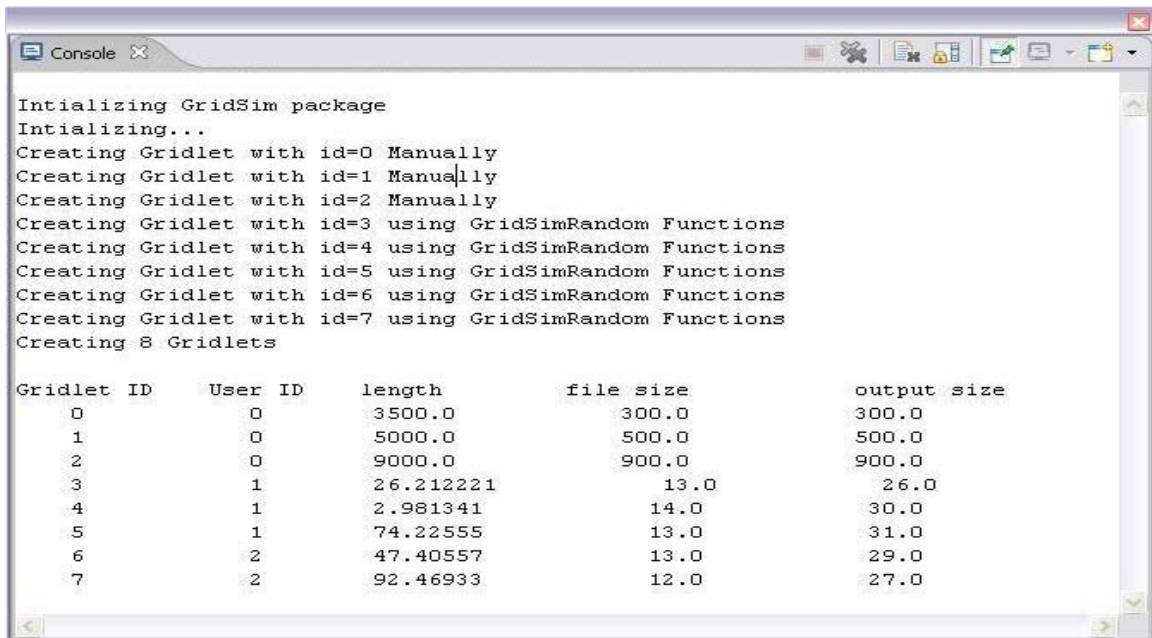 Console
Intializing GridSim package
Intializing...
Creating Gridlet with id=0 Manually
Creating Gridlet with id=1 Manually
Creating Gridlet with id=2 Manually
Creating Gridlet with id=3 using GridSimRandom Functions
Creating Gridlet with id=4 using GridSimRandom Functions
Creating Gridlet with id=5 using GridSimRandom Functions
Creating Gridlet with id=6 using GridSimRandom Functions
Creating Gridlet with id=7 using GridSimRandom Functions
Creating 8 Gridlets
Gridlet ID User ID length file size output size
0 0 3500.0 300.0 300.0
1 0 5000.0 500.0 500.0
2 0 9000.0 900.0 900.0
3 1 26.212221 13.0 26.0
4 1 2.981341 14.0 30.0
5 1 74.22555 13.0 31.0
6 2 47.40557 13.0 29.0
7 2 92.46933 12.0 27.0